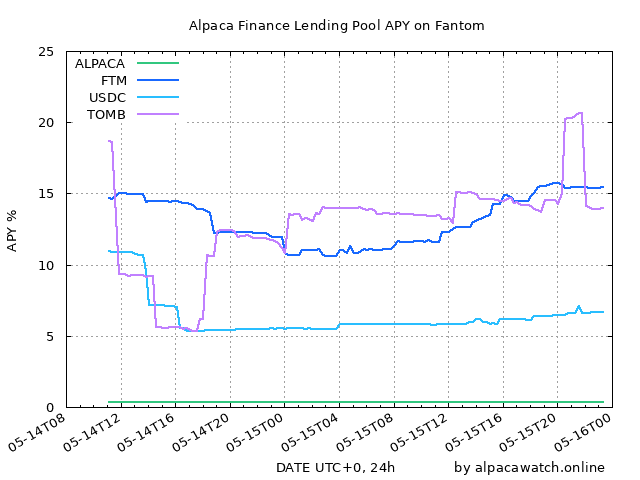 Alpaca Finance Lending Pool APY on Fantom
25
20
15
10
5
0
APY %
ALPACA
FTM
USDC
TOMB
05-14T08
05-14T12
05-14T16
05-14T20
05-15T00
05-15T04
05-15T08
05-15T12
05-15T16
05-15T20
05-16T00
DATE UTC+0, 24h
by alpacawatch.online